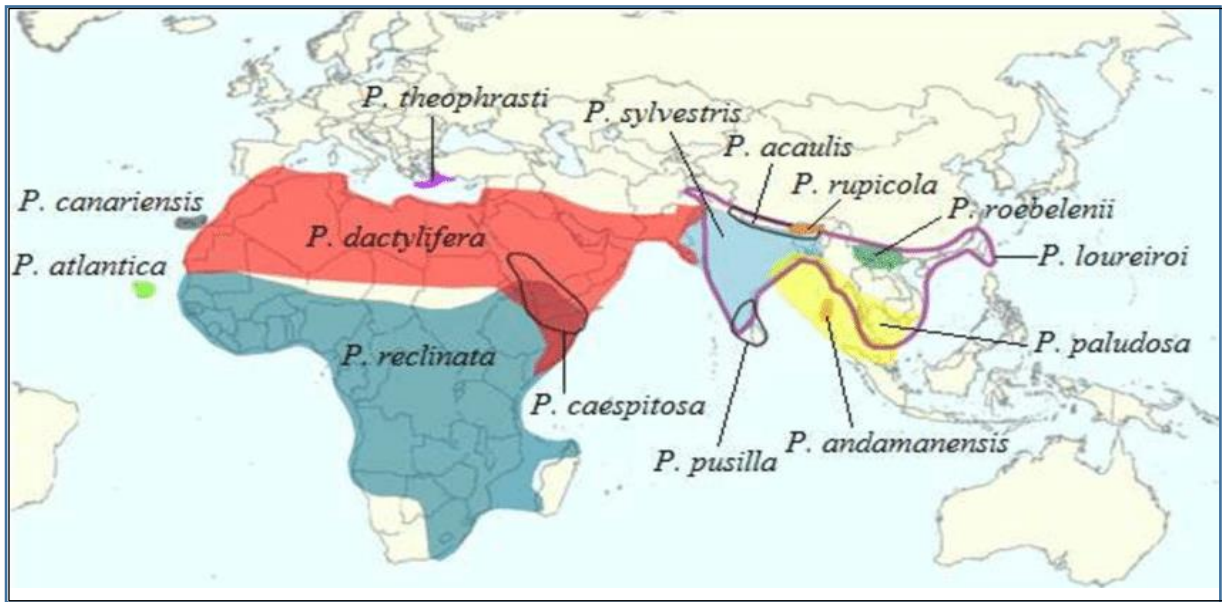 P. theophrasti
P. sylvestris
P. acaulis
P. rupicola
P. canariensis
P. roebelenii
P. dactylifera
P. loureiroi
P. atlantica
P. paludosa
P. reclinata
P. caespitosa
P. andamanensis
P. pusilla